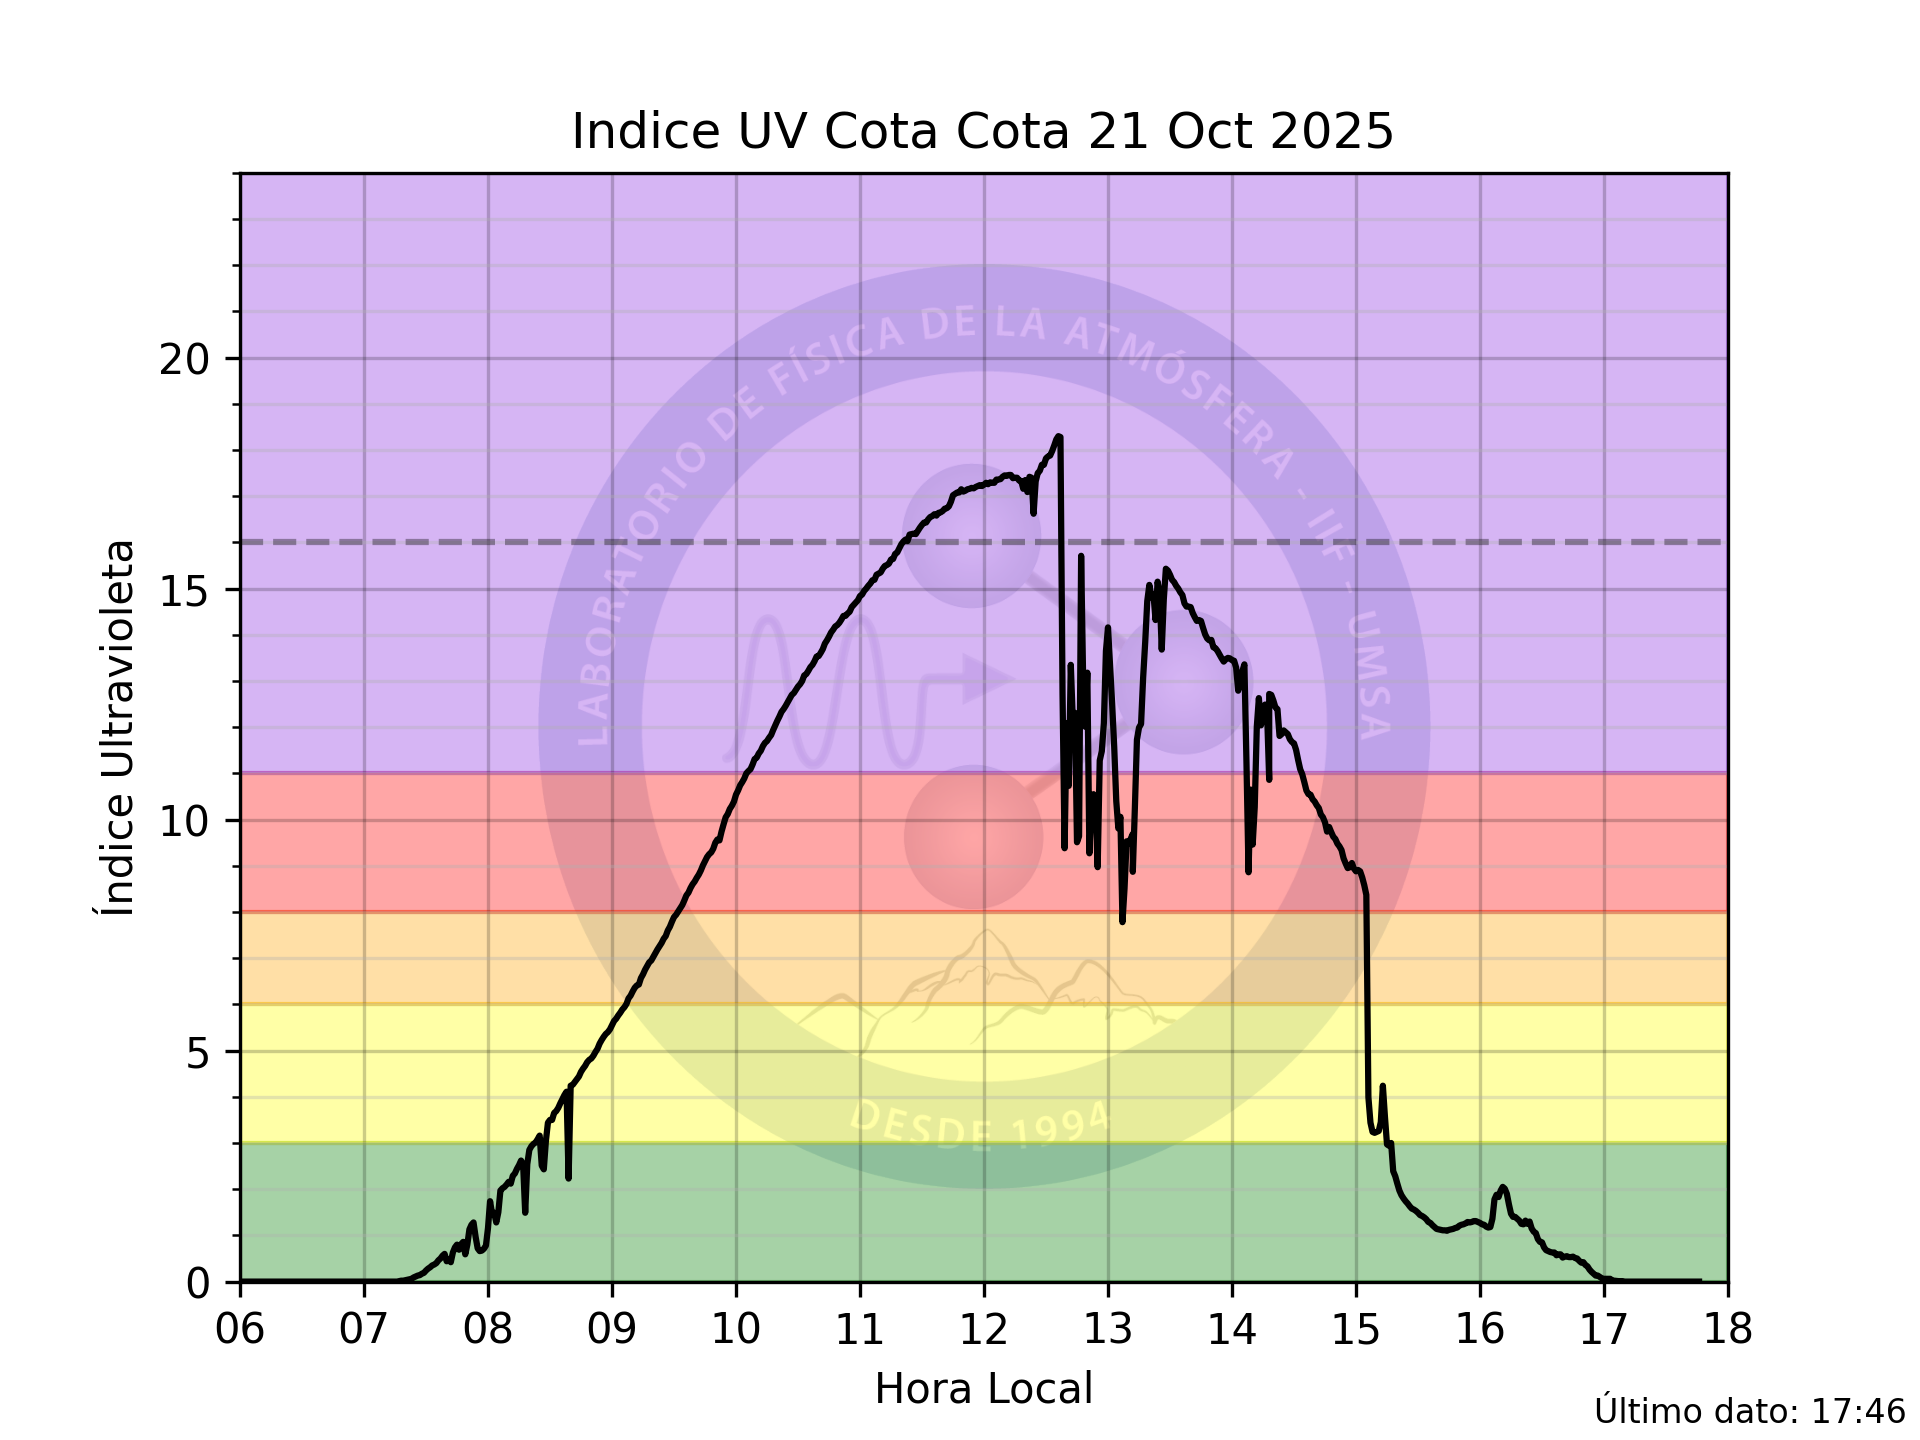 Indice UV Cota Cota 21 Oct 2025
LABORATORIO DE FÍSICA DE LA ATMÓSFERA - IIF - UMSA
DESDE 1994
Índice Ultravioleta
20
15
10
5
0
06 07 08 09 10 11 12 13 14 15 16 17 18
Hora Local
Último dato: 17:46